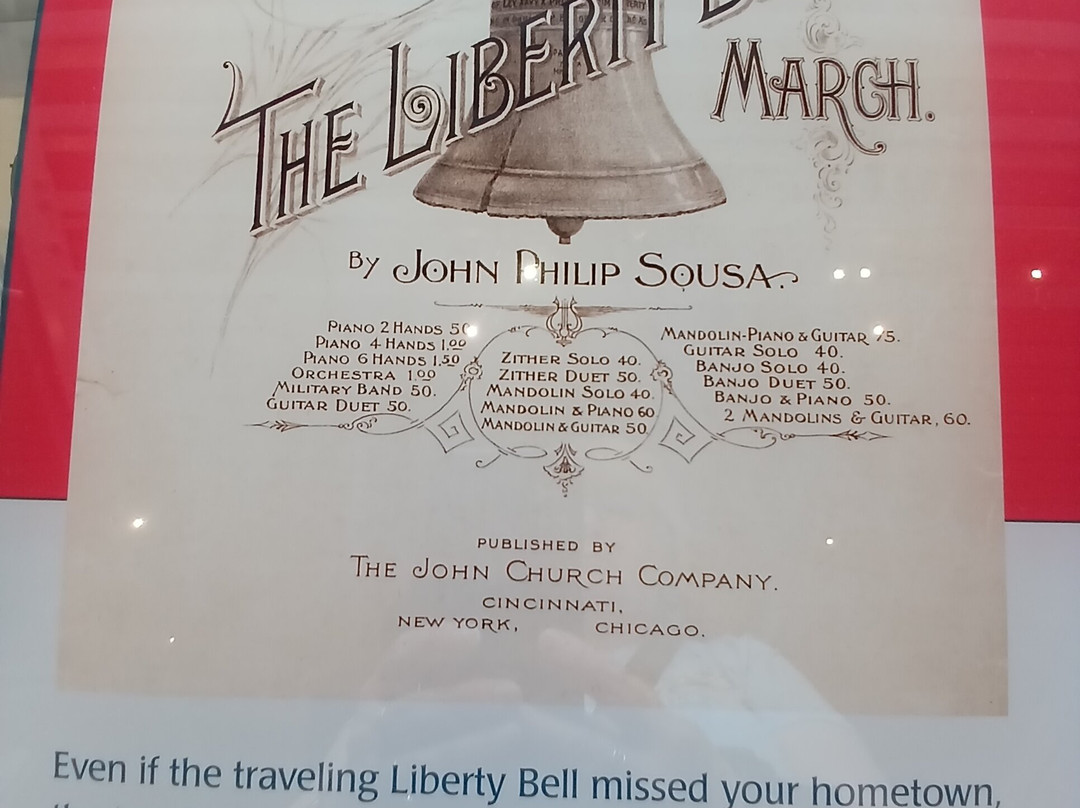 THE LIBERTY
MARCH.
BY JOHN PHILIP SOUSA.
PIANO 2 HANDS 50
PIANO 4 HANDS 1.00
PIANO 6 HANDS 1.50
ORCHESTRA 1.00
MILITARY BAND 50.
GUITAR DUET 50.
ZITHER SOLO 40.
ZITHER DUET 50.
MANDOLIN SOLO 40.
MANDOLIN & PIANO 60
MANDOLIN & GUITAR 50.
MANDOLIN-PIANO & GUITAR 75.
GUITAR SOLO 40.
BANJO SOLO 40.
BANJO DUET 50.
BANJO & PIANO 50.
2 MANDOLINS & GUITAR, 60.
PUBLISHED BY
THE JOHN CHURCH COMPANY.
CINCINNATI,
NEW YORK, CHICAGO.
Even if the traveling Liberty Bell missed your hometown,